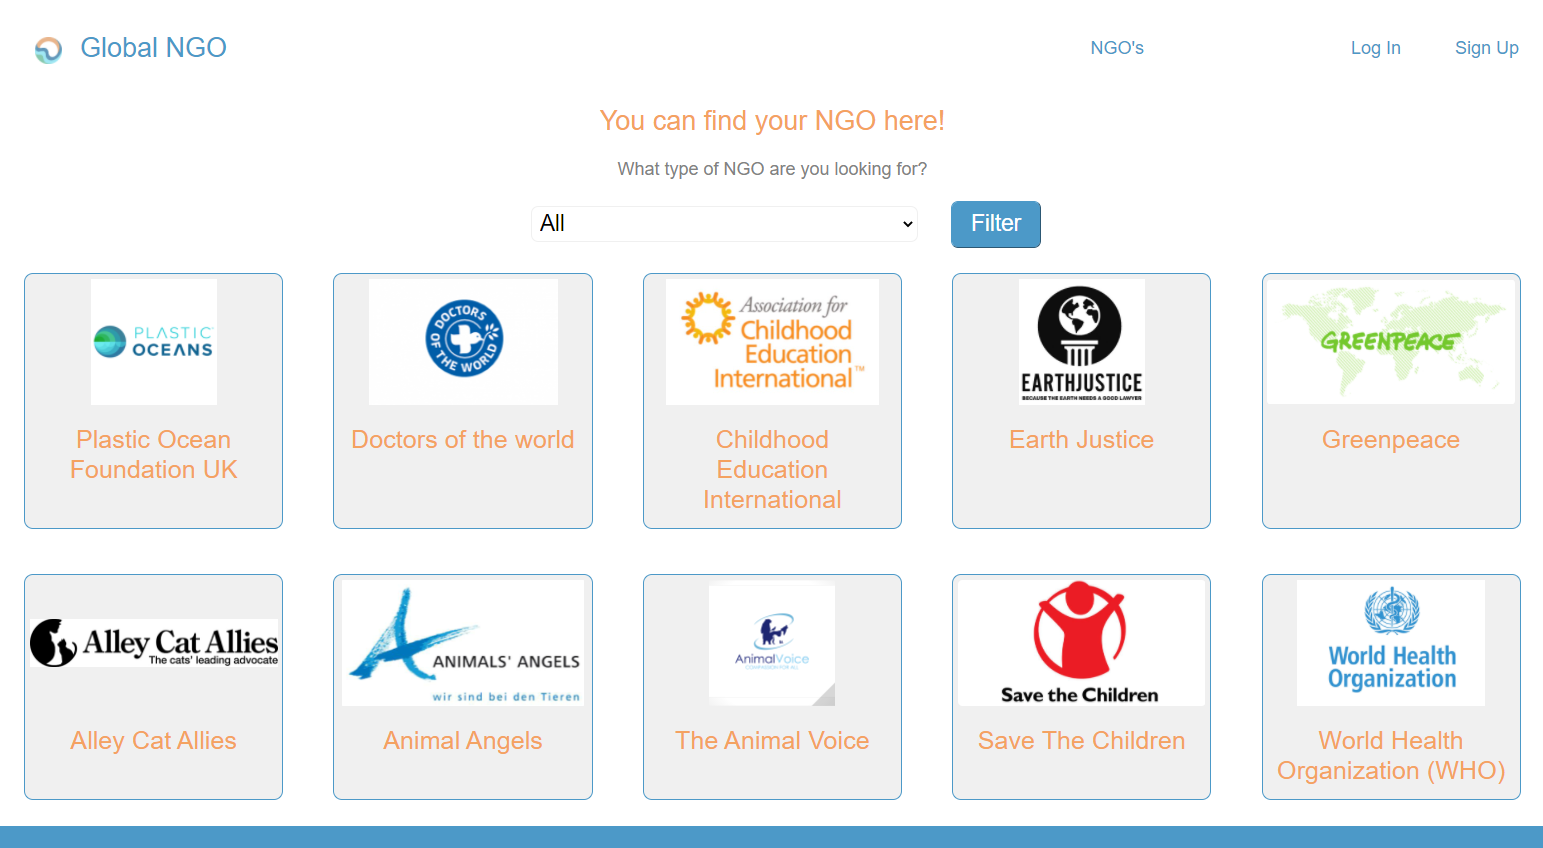 Global NGO
NGO's
Log In
Sign Up
You can find your NGO here!
What type of NGO are you looking for?
All
Filter
PLASTIC
OCEANS
DOCTORS
OF THE WORLD
Association for
Childhood
Education
International™
EARTHJUSTICE
BECAUSE THE EARTH NEEDS A GOOD LAWYER
GREENPEACE
Plastic Ocean
Foundation UK
Doctors of the world
Childhood
Education
International
Earth Justice
Greenpeace
Alley Cat Allies
The cats' leading advocate
ANIMALS' ANGELS
wir sind bei den Tieren
AnimalVoice
COMPASSION FOR ALL
Save the Children
World Health
Organization
Alley Cat Allies
Animal Angels
The Animal Voice
Save The Children
World Health
Organization (WHO)